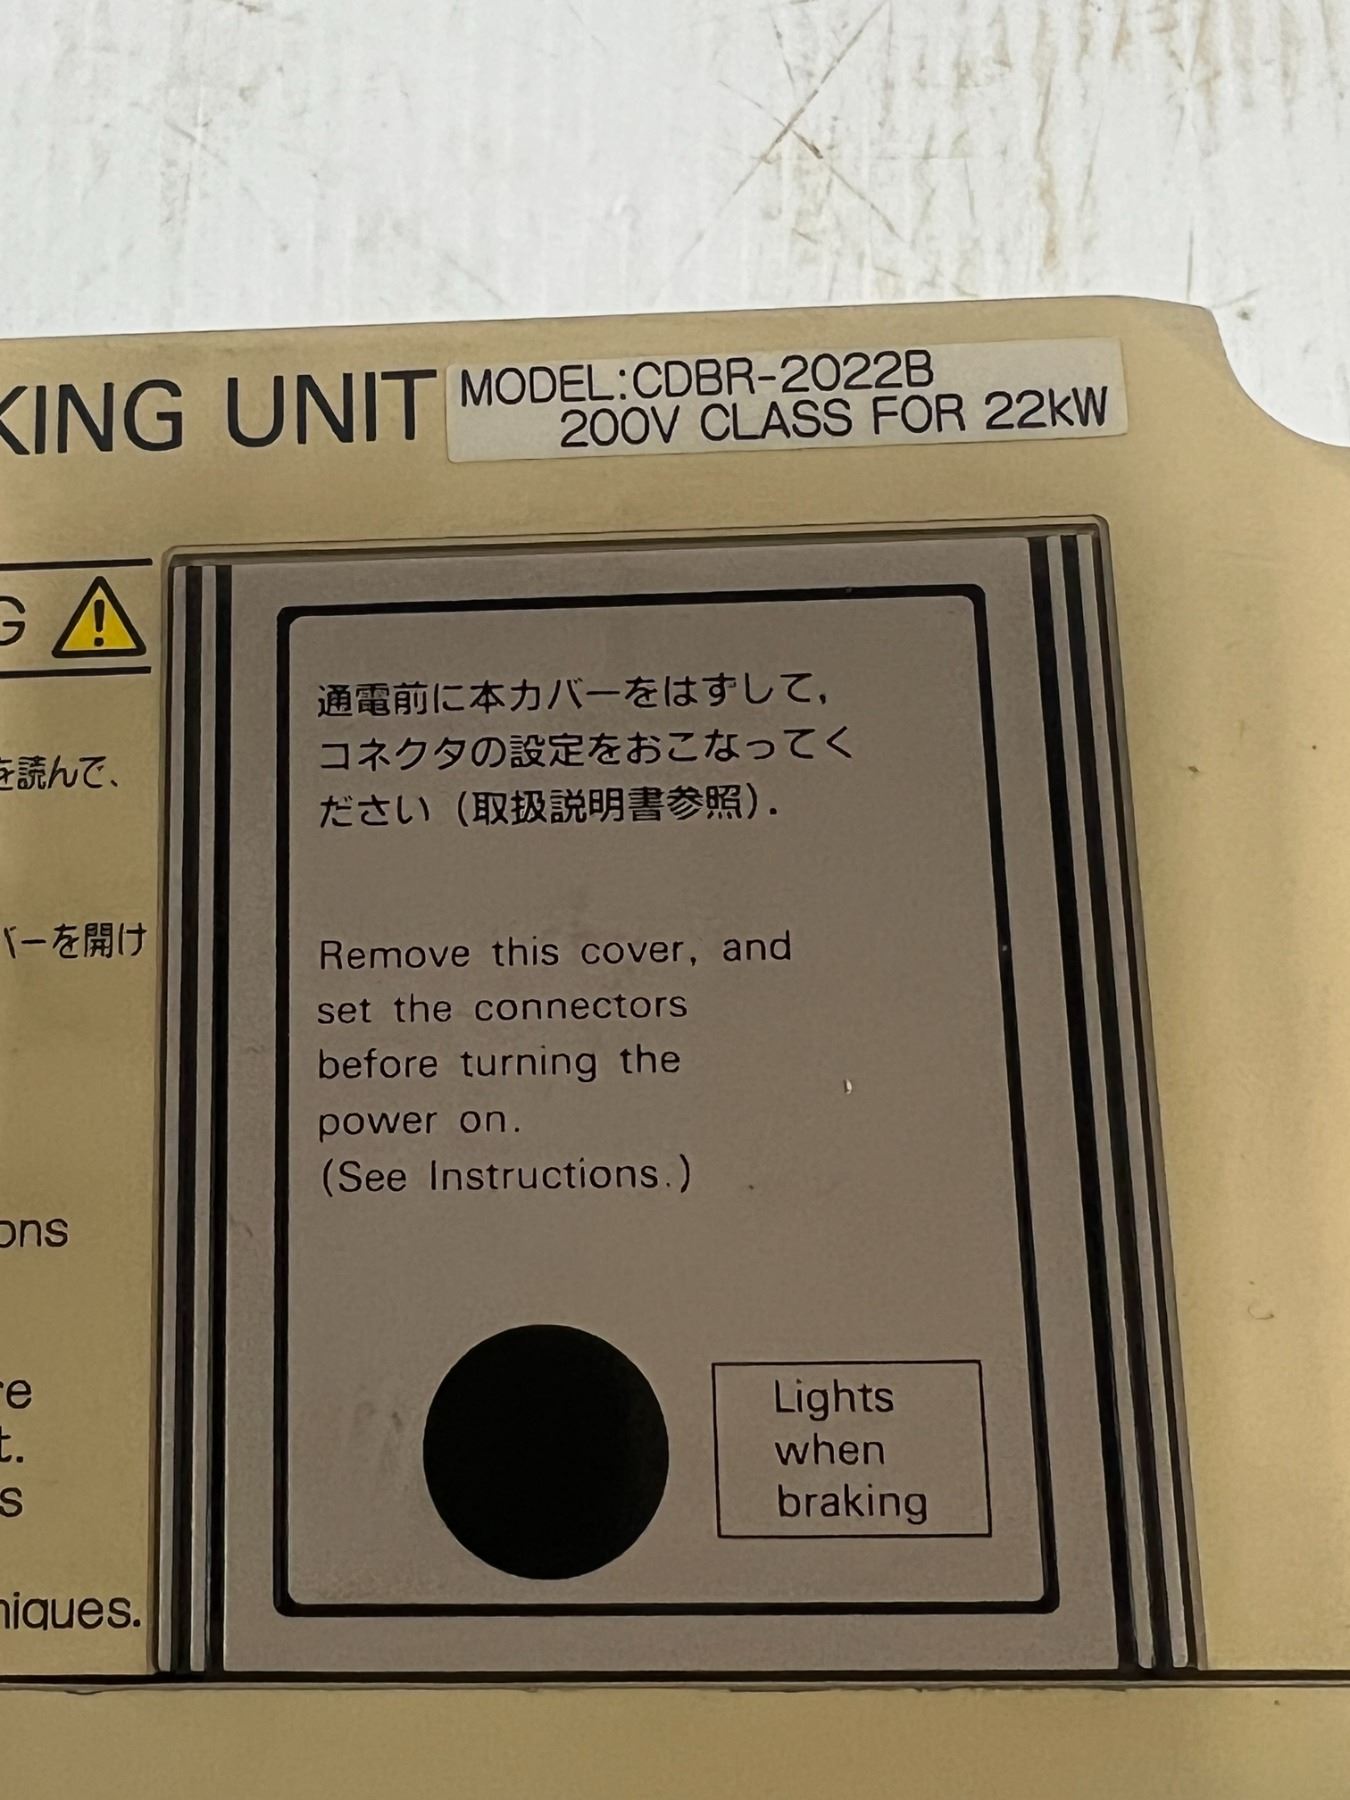 KING UNIT
MODEL:CDBR-2022B
200V CLASS FOR 22kW
G
を読んで、
バーを開け
ons
re
t.
s
niques.
通電前に本カバーをはずして,
コネクタの設定をおこなってく
ださい (取扱説明書参照).
Remove this cover, and
set the connectors
before turning the
power on.
(See Instructions.)
Lights
when
braking